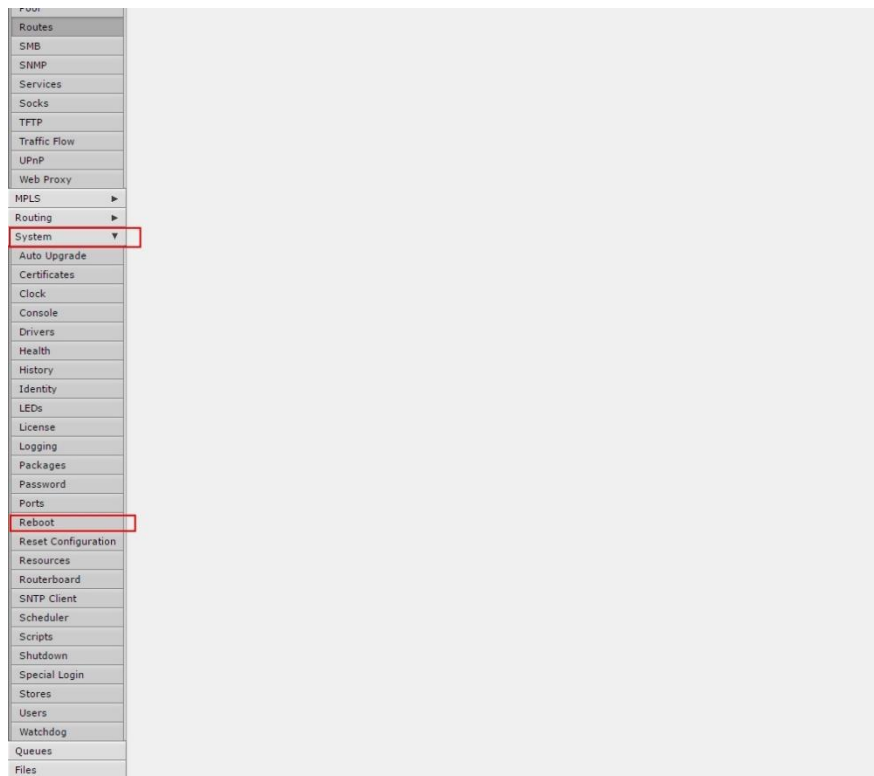 Pool
Routes
SMB
SNMP
Services
Socks
TFTP
Traffic Flow
UPnP
Web Proxy
MPLS ►
Routing ►
System ▼
Auto Upgrade
Certificates
Clock
Console
Drivers
Health
History
Identity
LEDs
License
Logging
Packages
Password
Ports
Reboot
Reset Configuration
Resources
Routerboard
SNTP Client
Scheduler
Scripts
Shutdown
Special Login
Stores
Users
Watchdog
Queues
Files